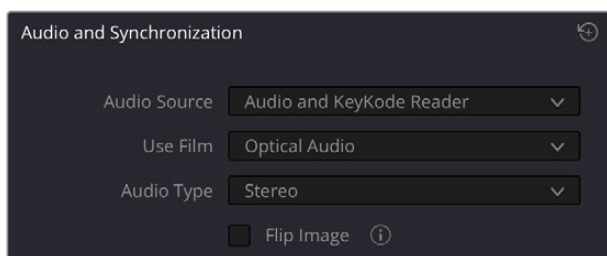 Audio and Synchronization
Audio Source Audio and KeyKode Reader
Use Film Optical Audio
Audio Type Stereo
Flip Image